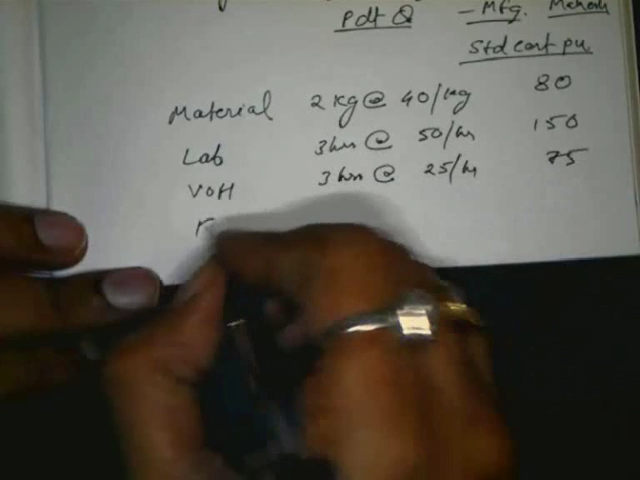 Pdt Q - Mfg.
Std cost pu
Material 2 kg @ 40/kg 80
Lab 3 hrs @ 50/hr 150
VOH 3 hrs @ 25/hr 75
F